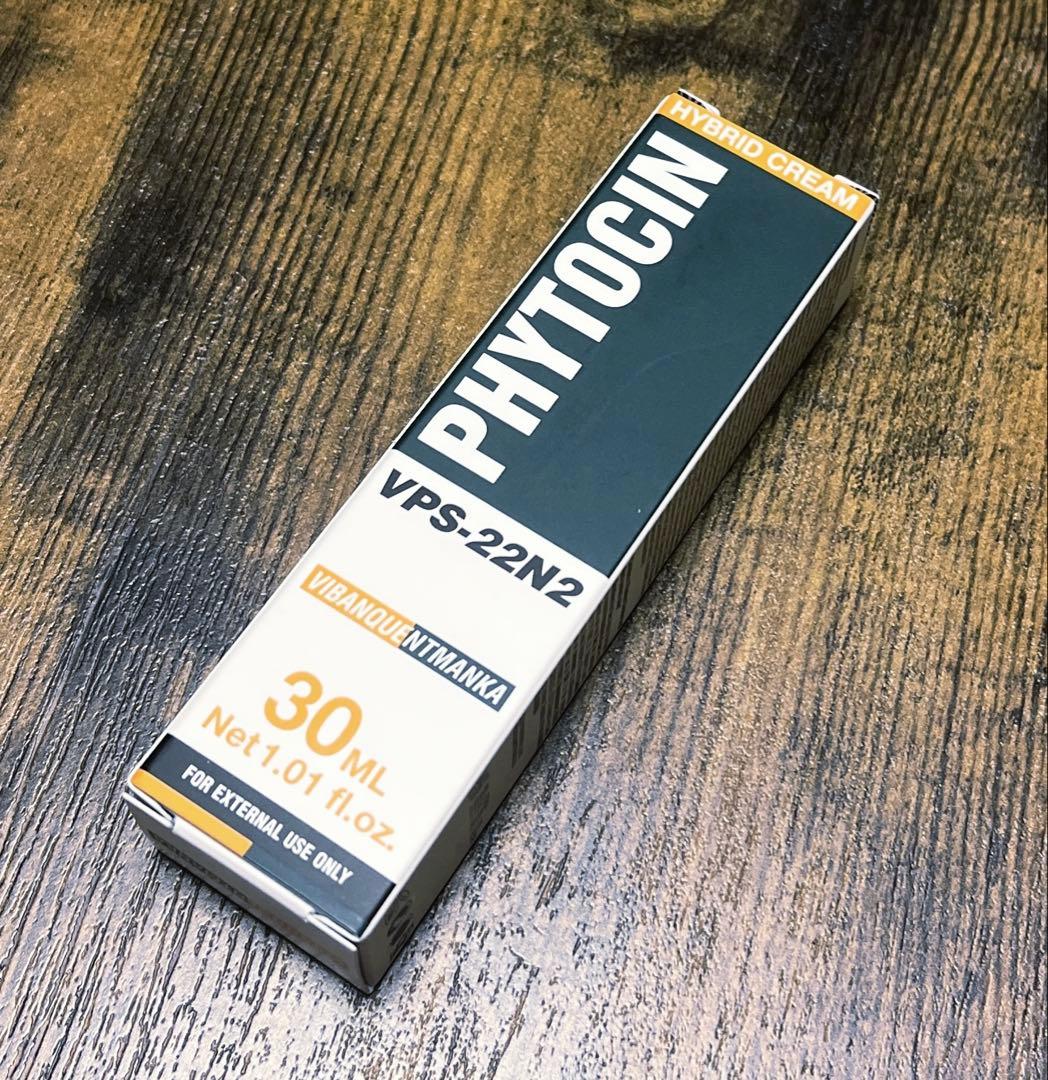 HYBRID CREAM
PHYTOCIN
VPS-22N2
VIBANQUENTMANKA
30ML
Net 1.01 fl.oz.
FOR EXTERNAL USE ONLY